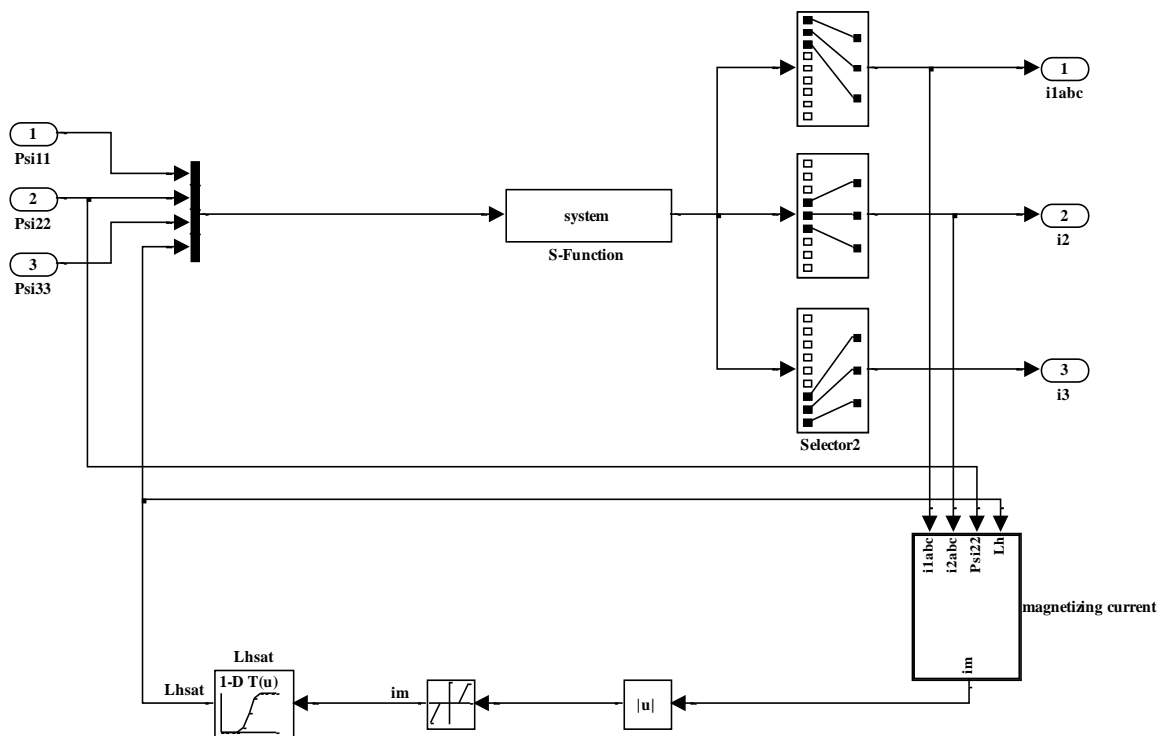 1
i1abc
1
Psi11
2
Psi22
3
Psi33
system
S-Function
2
i2
3
i3
Selector2
i1abc
i2abc
Psi22
Lh
magnetizing current
im
Lhsat
Lhsat
1-D T(u)
im
|u|